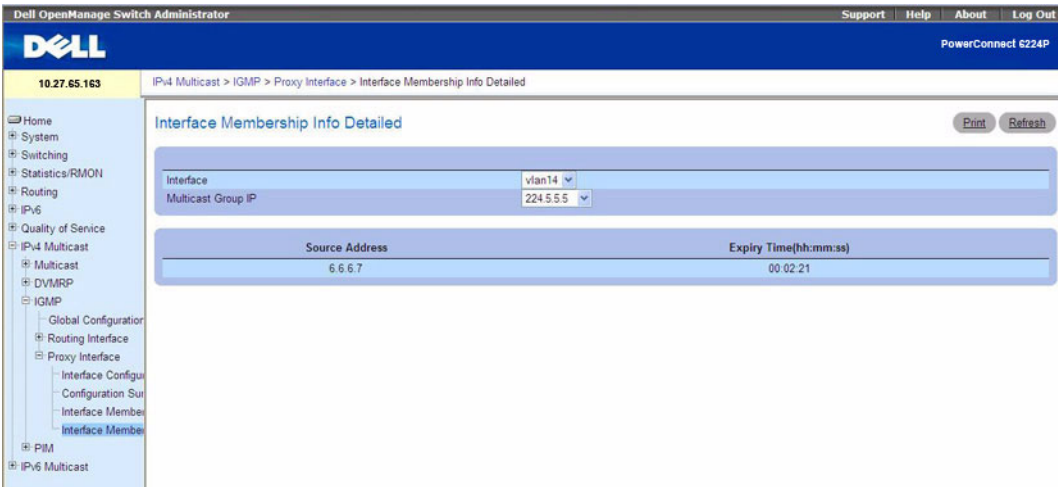 Dell OpenManage Switch Administrator
Support Help About Log Out
DELL
PowerConnect 6224P
10.27.65.163
IPv4 Multicast > IGMP > Proxy Interface > Interface Membership Info Detailed
Home
System
Switching
Statistics/RMON
Routing
IPv6
Quality of Service
IPv4 Multicast
Multicast
DVMRP
IGMP
Global Configuration
Routing Interface
Proxy Interface
Interface Configu
Configuration Sum
Interface Member
Interface Member
PIM
IPv6 Multicast
Interface Membership Info Detailed
Print Refresh
Interface vlan14
Multicast Group IP 224.5.5.5
Source Address Expiry Time(hh:mm:ss)
6.6.6.7 00:02:21